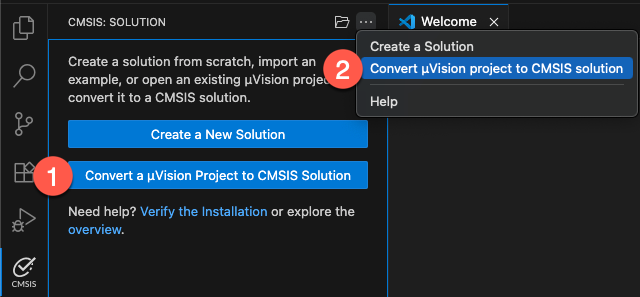 CMSIS: SOLUTION
Welcome
Create a solution from scratch, import an
example, or open an existing µVision proje
convert it to a CMSIS solution.
2
Create a Solution
Convert µVision project to CMSIS solution
Help
Create a New Solution
1
Convert a µVision Project to CMSIS Solution
Need help? Verify the Installation or explore the
overview.
CMSIS